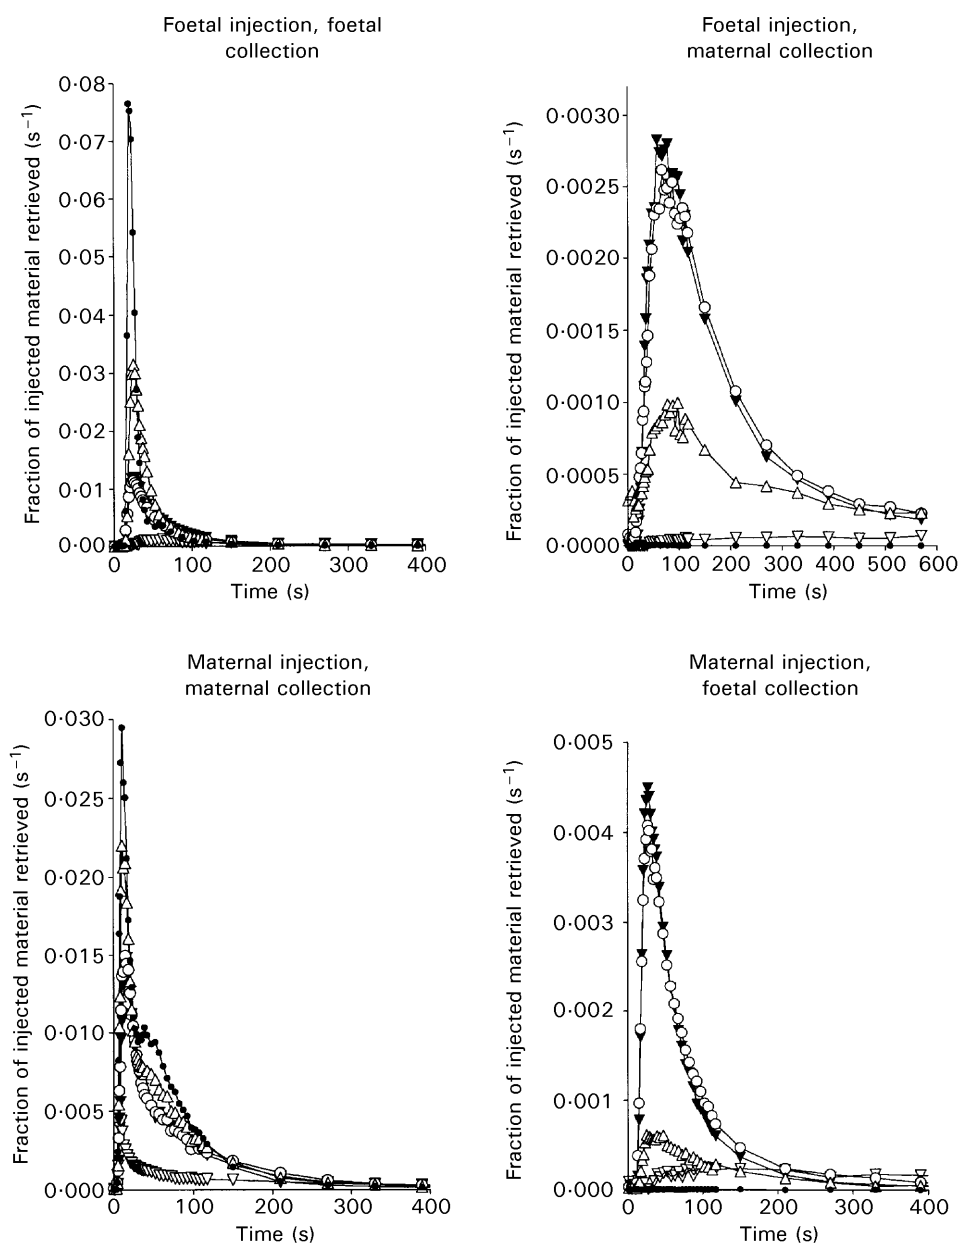 Foetal injection, foetal
collection
Fraction of injected material retrieved (s⁻¹)
0·08
0·07
0·06
0·05
0·04
0·03
0·02
0·01
0·00
0 100 200 300 400
Time (s)
Foetal injection,
maternal collection
Fraction of injected material retrieved (s⁻¹)
0·0030
0·0025
0·0020
0·0015
0·0010
0·0005
0·0000
0 100 200 300 400 500 600
Time (s)
Maternal injection,
maternal collection
Fraction of injected material retrieved (s⁻¹)
0·030
0·025
0·020
0·015
0·010
0·005
0·000
0 100 200 300 400
Time (s)
Maternal injection,
foetal collection
Fraction of injected material retrieved (s⁻¹)
0·005
0·004
0·003
0·002
0·001
0·000
0 100 200 300 400
Time (s)